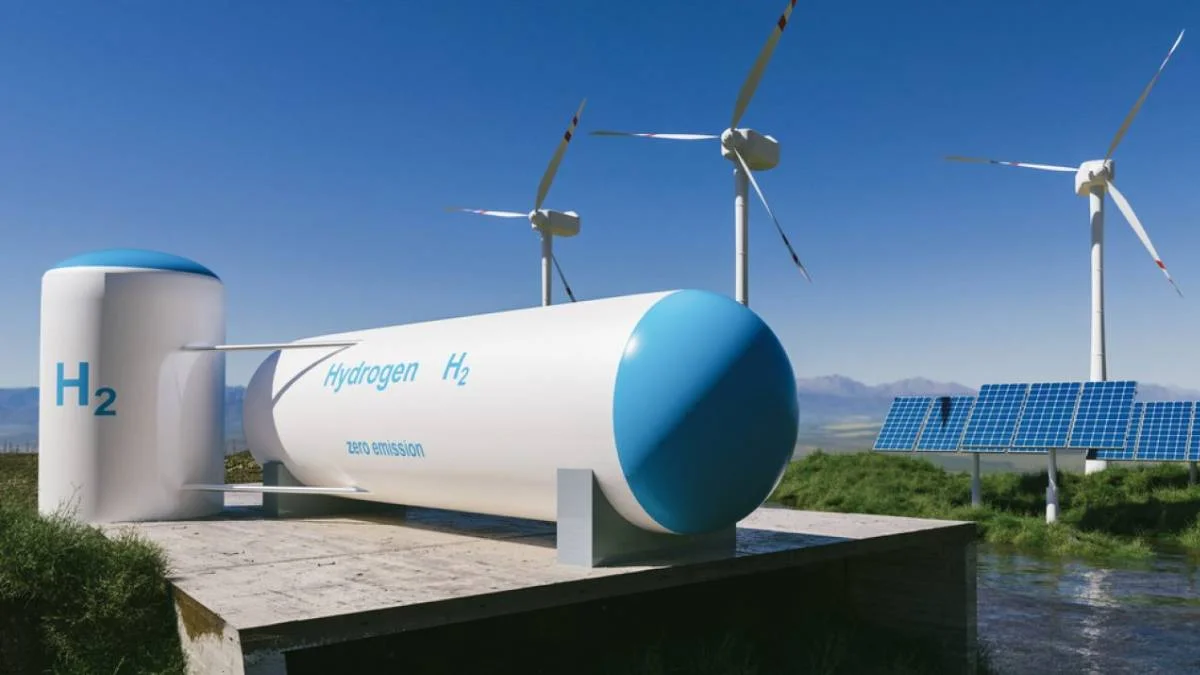 H2
Hydrogen H2
zero emission